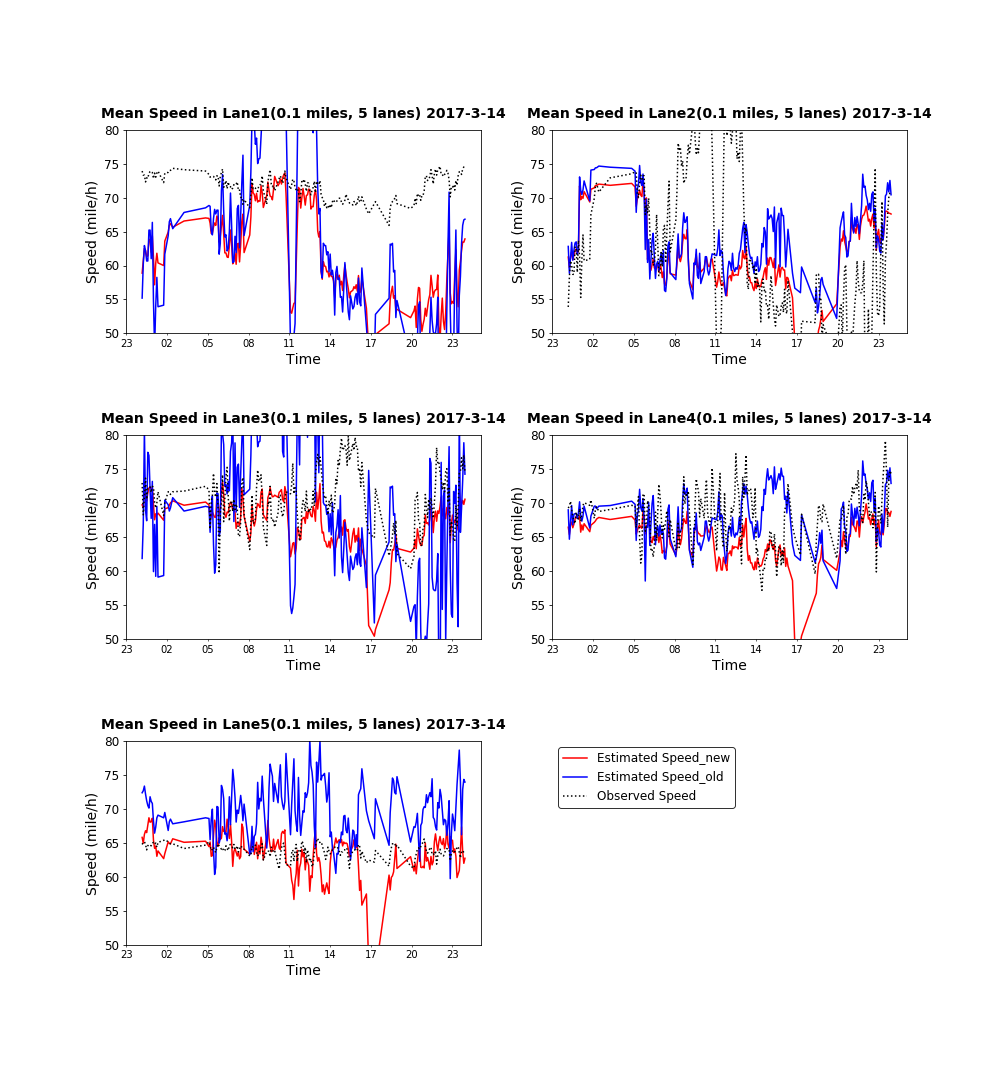 Mean Speed in Lane1(0.1 miles, 5 lanes) 2017-3-14
80
75
70
65
60
55
50
Speed (mile/h)
23 02 05 08 11 14 17 20 23
Time
Mean Speed in Lane2(0.1 miles, 5 lanes) 2017-3-14
80
75
70
65
60
55
50
Speed (mile/h)
23 02 05 08 11 14 17 20 23
Time
Mean Speed in Lane3(0.1 miles, 5 lanes) 2017-3-14
80
75
70
65
60
55
50
Speed (mile/h)
23 02 05 08 11 14 17 20 23
Time
Mean Speed in Lane4(0.1 miles, 5 lanes) 2017-3-14
80
75
70
65
60
55
50
Speed (mile/h)
23 02 05 08 11 14 17 20 23
Time
Mean Speed in Lane5(0.1 miles, 5 lanes) 2017-3-14
80
75
70
65
60
55
50
Speed (mile/h)
23 02 05 08 11 14 17 20 23
Time
Estimated Speed_new
Estimated Speed_old
Observed Speed